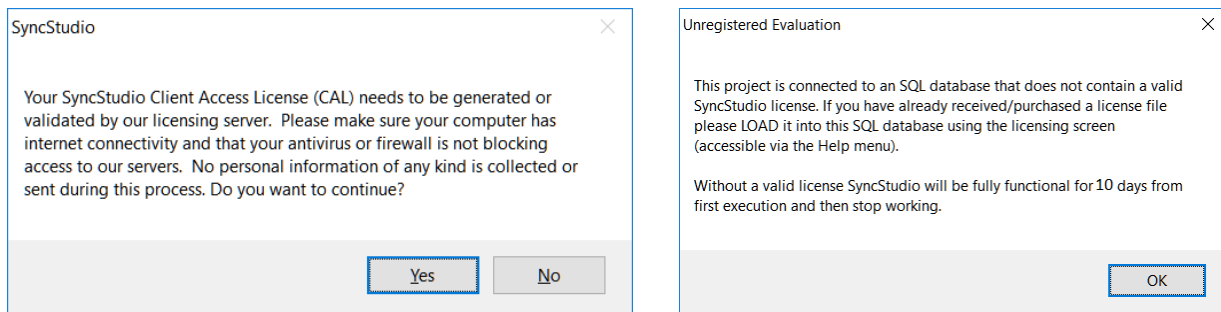 SyncStudio
Your SyncStudio Client Access License (CAL) needs to be generated or
validated by our licensing server.  Please make sure your computer has
internet connectivity and that your antivirus or firewall is not blocking
access to our servers.  No personal information of any kind is collected or
sent during this process. Do you want to continue?
Yes
No
Unregistered Evaluation
This project is connected to an SQL database that does not contain a valid
SyncStudio license. If you have already received/purchased a license file
please LOAD it into this SQL database using the licensing screen
(accessible via the Help menu).
Without a valid license SyncStudio will be fully functional for 10 days from
first execution and then stop working.
OK